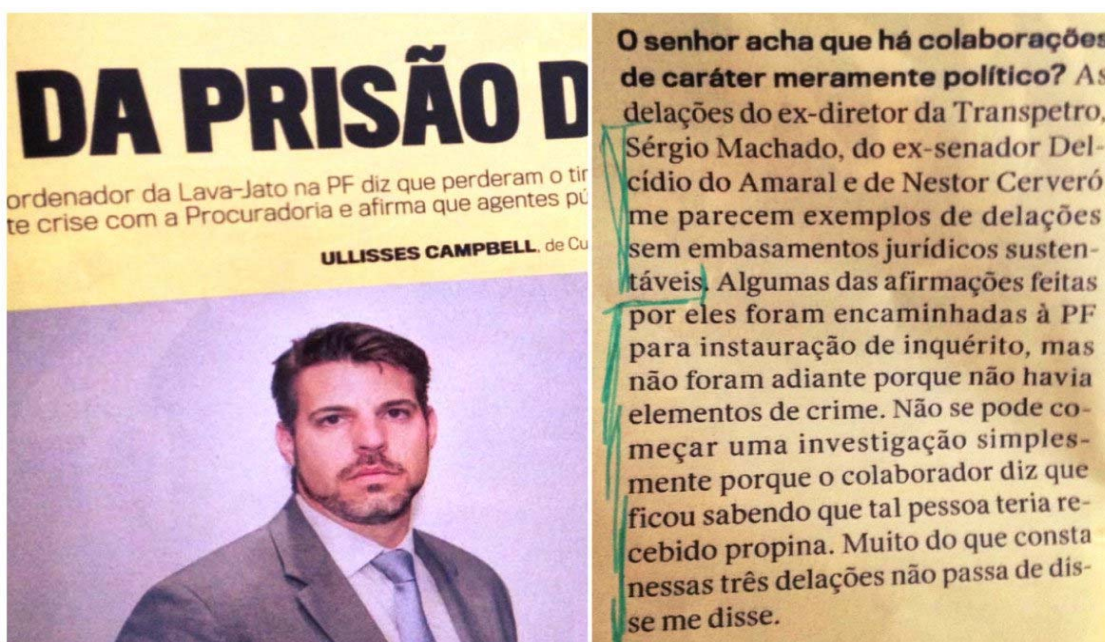 DA PRISÃO D
ordenador da Lava-Jato na PF diz que perderam o tim
te crise com a Procuradoria e afirma que agentes pú
ULLISSES CAMPBELL, de Cu
O senhor acha que há colaborações
de caráter meramente político? As
delações do ex-diretor da Transpetro,
Sérgio Machado, do ex-senador Del-
cídio do Amaral e de Nestor Cerveró
me parecem exemplos de delações
sem embasamentos jurídicos susten-
táveis. Algumas das afirmações feitas
por eles foram encaminhadas à PF
para instauração de inquérito, mas
não foram adiante porque não havia
elementos de crime. Não se pode co-
meçar uma investigação simples-
mente porque o colaborador diz que
ficou sabendo que tal pessoa teria re-
cebido propina. Muito do que consta
nessas três delações não passa de dis-
se me disse.